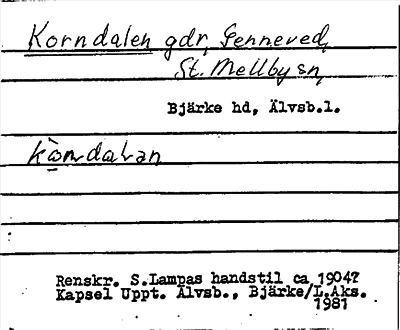 Korndalen gdr, Jenneved,
St. Mellby sn,
Bjärke hd, Älvsb.l.
kòndalan
Renskr. S.Lampas handstil ca 1904?
Kapsel Uppt. Älvsb., Bjärke/L.Aks.
1981